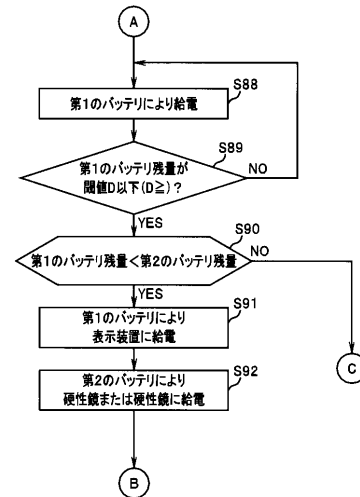 A
S88
第1のバッテリにより給電
S89
第1のバッテリ残量が
閾値D以下(D≧)?
NO
YES
S90
第1のバッテリ残量<第2のバッテリ残量
NO
YES
S91
第1のバッテリにより
表示装置に給電
S92
第2のバッテリにより
硬性鏡または硬性鏡に給電
C
B